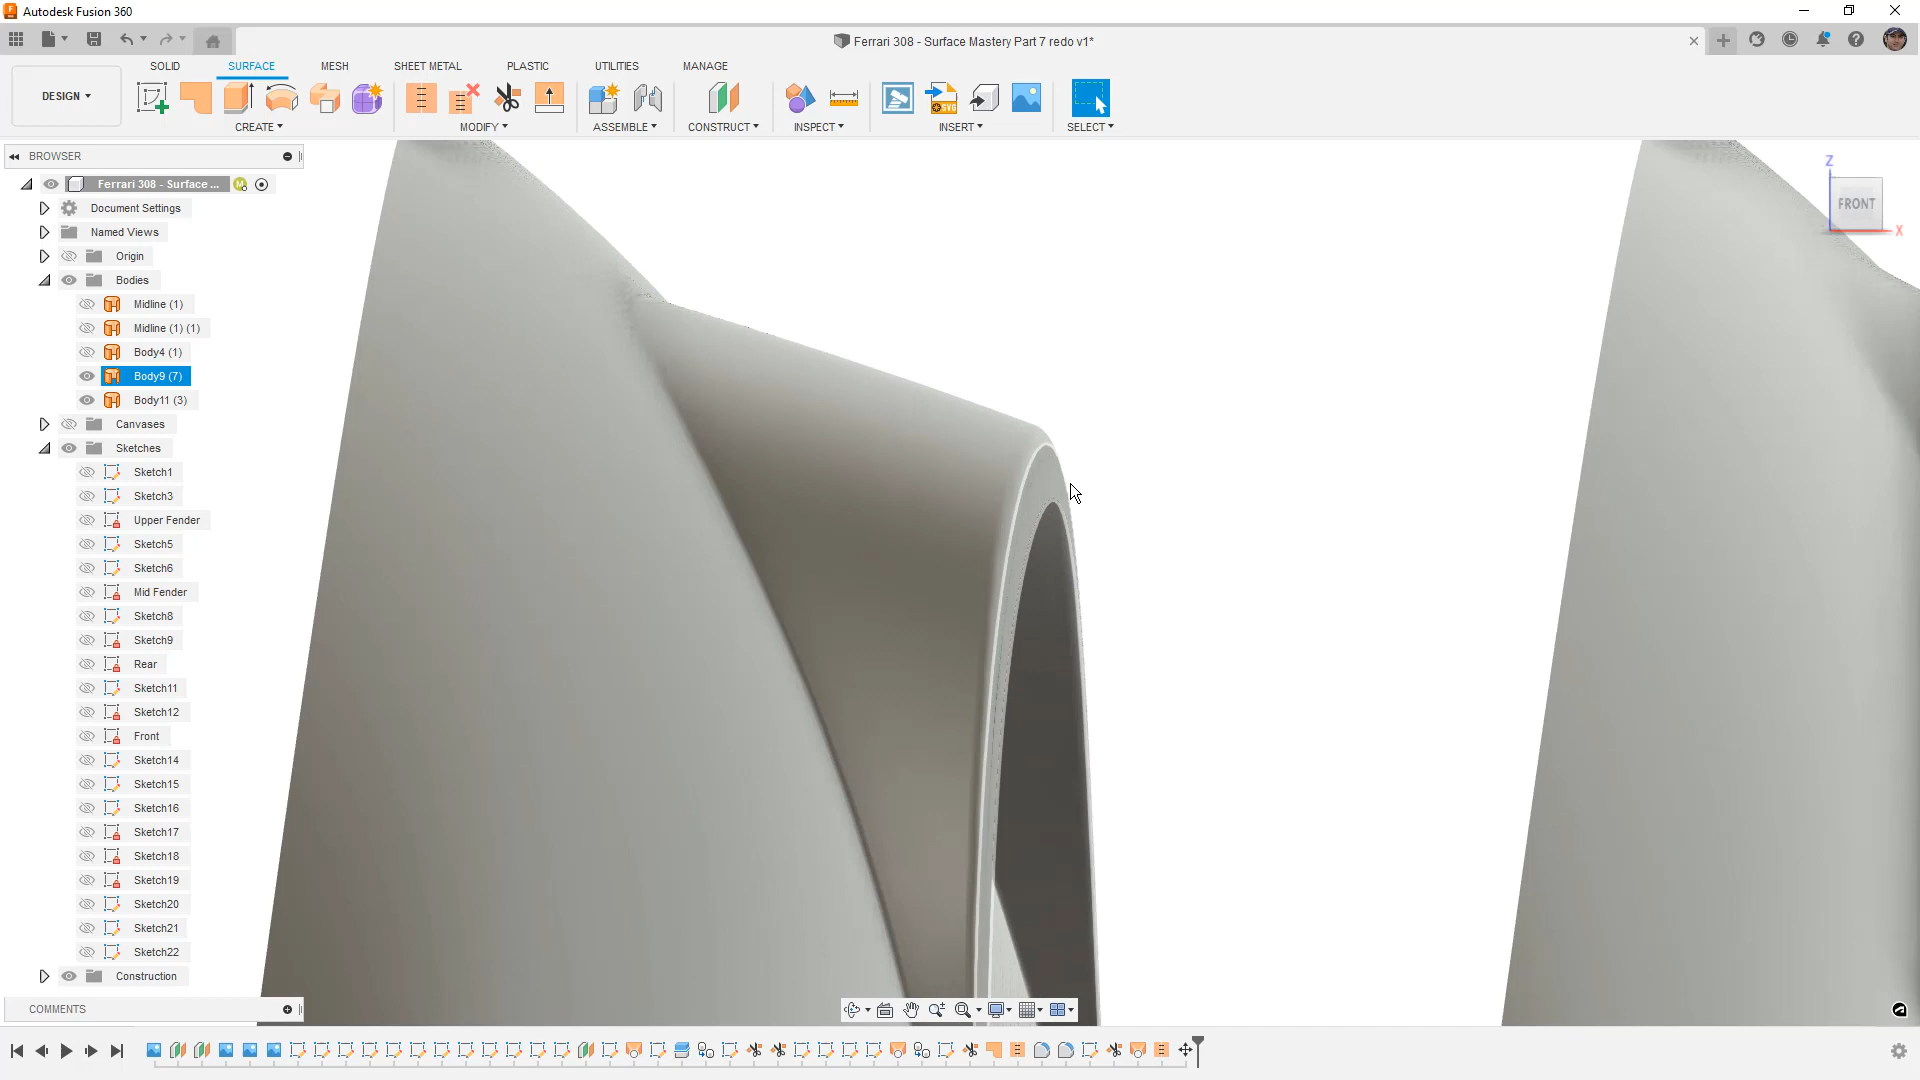 Autodesk Fusion 360
Ferrari 308 - Surface Mastery Part 7 redo v1*
DESIGN
SOLID
SURFACE
MESH
SHEET METAL
PLASTIC
UTILITIES
MANAGE
CREATE
MODIFY
ASSEMBLE
CONSTRUCT
INSPECT
INSERT
SELECT
BROWSER
Ferrari 308 - Surface ...
Document Settings
Named Views
Origin
Bodies
Midline (1)
Midline (1) (1)
Body4 (1)
Body9 (7)
Body11 (3)
Canvases
Sketches
Sketch1
Sketch3
Upper Fender
Sketch5
Sketch6
Mid Fender
Sketch8
Sketch9
Rear
Sketch11
Sketch12
Front
Sketch14
Sketch15
Sketch16
Sketch17
Sketch18
Sketch19
Sketch20
Sketch21
Sketch22
Construction
COMMENTS
Z
FRONT
X